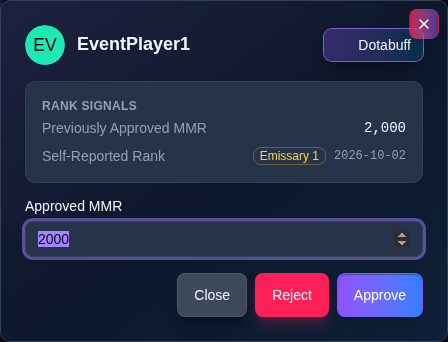 EV
EventPlayer1
Dotabuff
×
RANK SIGNALS
Previously Approved MMR 2,000
Self-Reported Rank Emissary 1 2026-10-02
Approved MMR
2000
Close Reject Approve